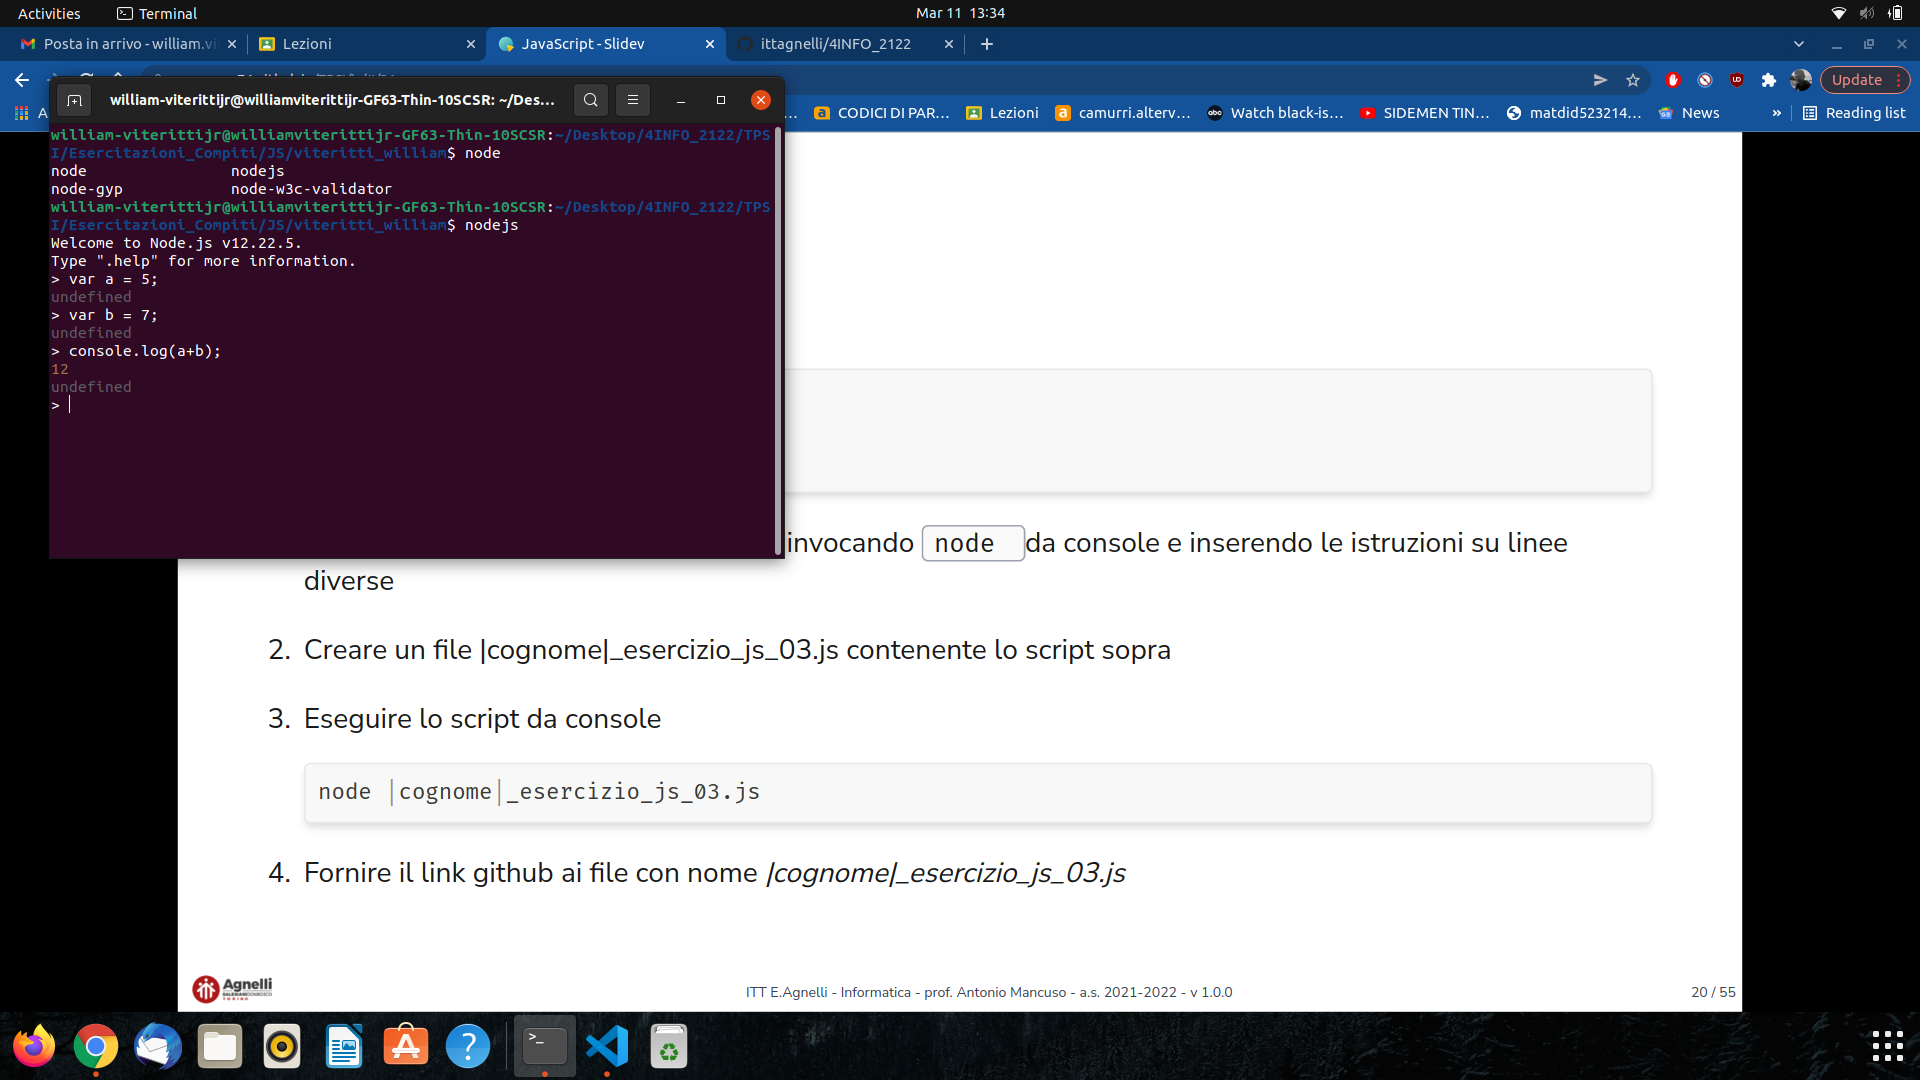 Activities
Terminal
Mar 11 13:34
Posta in arrivo - william.vi
Lezioni
JavaScript - Slidev
ittagnelli/4INFO_2122
Update
william-viterittijr@williamviterittijr-GF63-Thin-10SCSR: ~/Des...
A
CODICI DI PAR...
Lezioni
camurri.alterv...
Watch black-is...
SIDEMEN TIN...
matdid523214...
News
»
Reading list
william-viterittijr@williamviterittijr-GF63-Thin-10SCSR:~/Desktop/4INFO_2122/TPS
I/Esercitazioni_Compiti/JS/viteritti_william$ node
node nodejs
node-gyp node-w3c-validator
william-viterittijr@williamviterittijr-GF63-Thin-10SCSR:~/Desktop/4INFO_2122/TPS
I/Esercitazioni_Compiti/JS/viteritti_william$ nodejs
Welcome to Node.js v12.22.5.
Type ".help" for more information.
> var a = 5;
undefined
> var b = 7;
undefined
> console.log(a+b);
12
undefined
>
invocando node da console e inserendo le istruzioni su linee
diverse
2. Creare un file |cognome|_esercizio_js_03.js contenente lo script sopra
3. Eseguire lo script da console
node |cognome|_esercizio_js_03.js
4. Fornire il link github ai file con nome |cognome|_esercizio_js_03.js
Agnelli
ITT E.Agnelli - Informatica - prof. Antonio Mancuso - a.s. 2021-2022 - v 1.0.0
20 / 55